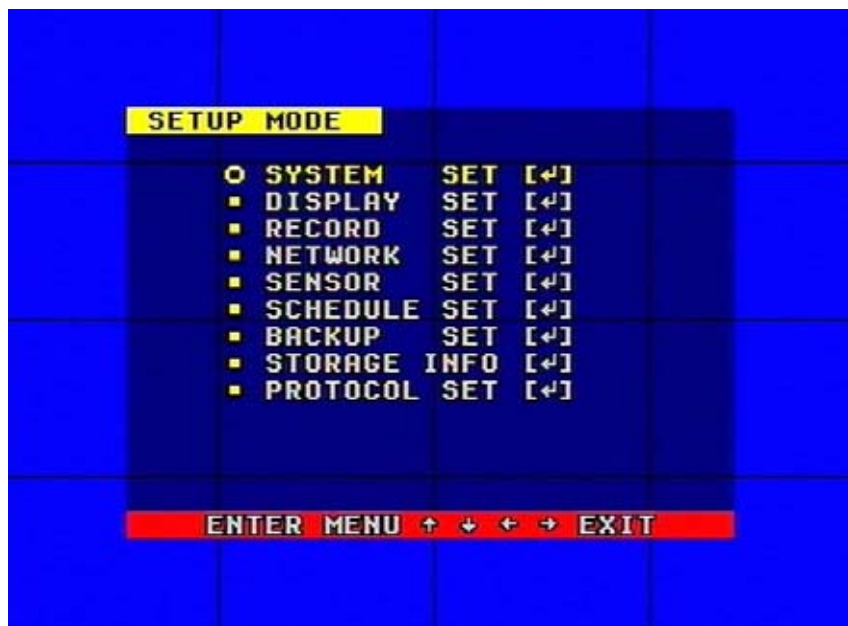 SETUP MODE
SYSTEM SET [↵]
DISPLAY SET [↵]
RECORD SET [↵]
NETWORK SET [↵]
SENSOR SET [↵]
SCHEDULE SET [↵]
BACKUP SET [↵]
STORAGE INFO [↵]
PROTOCOL SET [↵]
ENTER MENU ↑ ↓ ← → EXIT